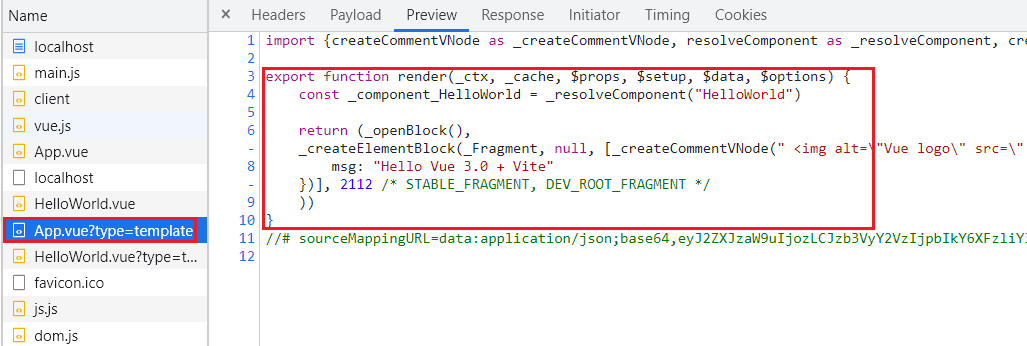 Name
× Headers Payload Preview Response Initiator Timing Cookies
localhost
main.js
client
vue.js
App.vue
localhost
HelloWorld.vue
App.vue?type=template
HelloWorld.vue?type=t...
favicon.ico
js.js
dom.js
1 import {createCommentVNode as _createCommentVNode, resolveComponent as _resolveComponent, cre
2
3 export function render(_ctx, _cache, $props, $setup, $data, $options) {
4 const _component_HelloWorld = _resolveComponent("HelloWorld")
5
6 return (_openBlock(),
- _createElementBlock(_Fragment, null, [_createCommentVNode(" <img alt=\"Vue logo\" src=\"
8 msg: "Hello Vue 3.0 + Vite"
- })], 2112 /* STABLE_FRAGMENT, DEV_ROOT_FRAGMENT */
9 ))
10 }
11 //# sourceMappingURL=data:application/json;base64,eyJ2ZXJzaW9uIjozLCJzb3VyY2VzIjpbIkY6XFzliY
12